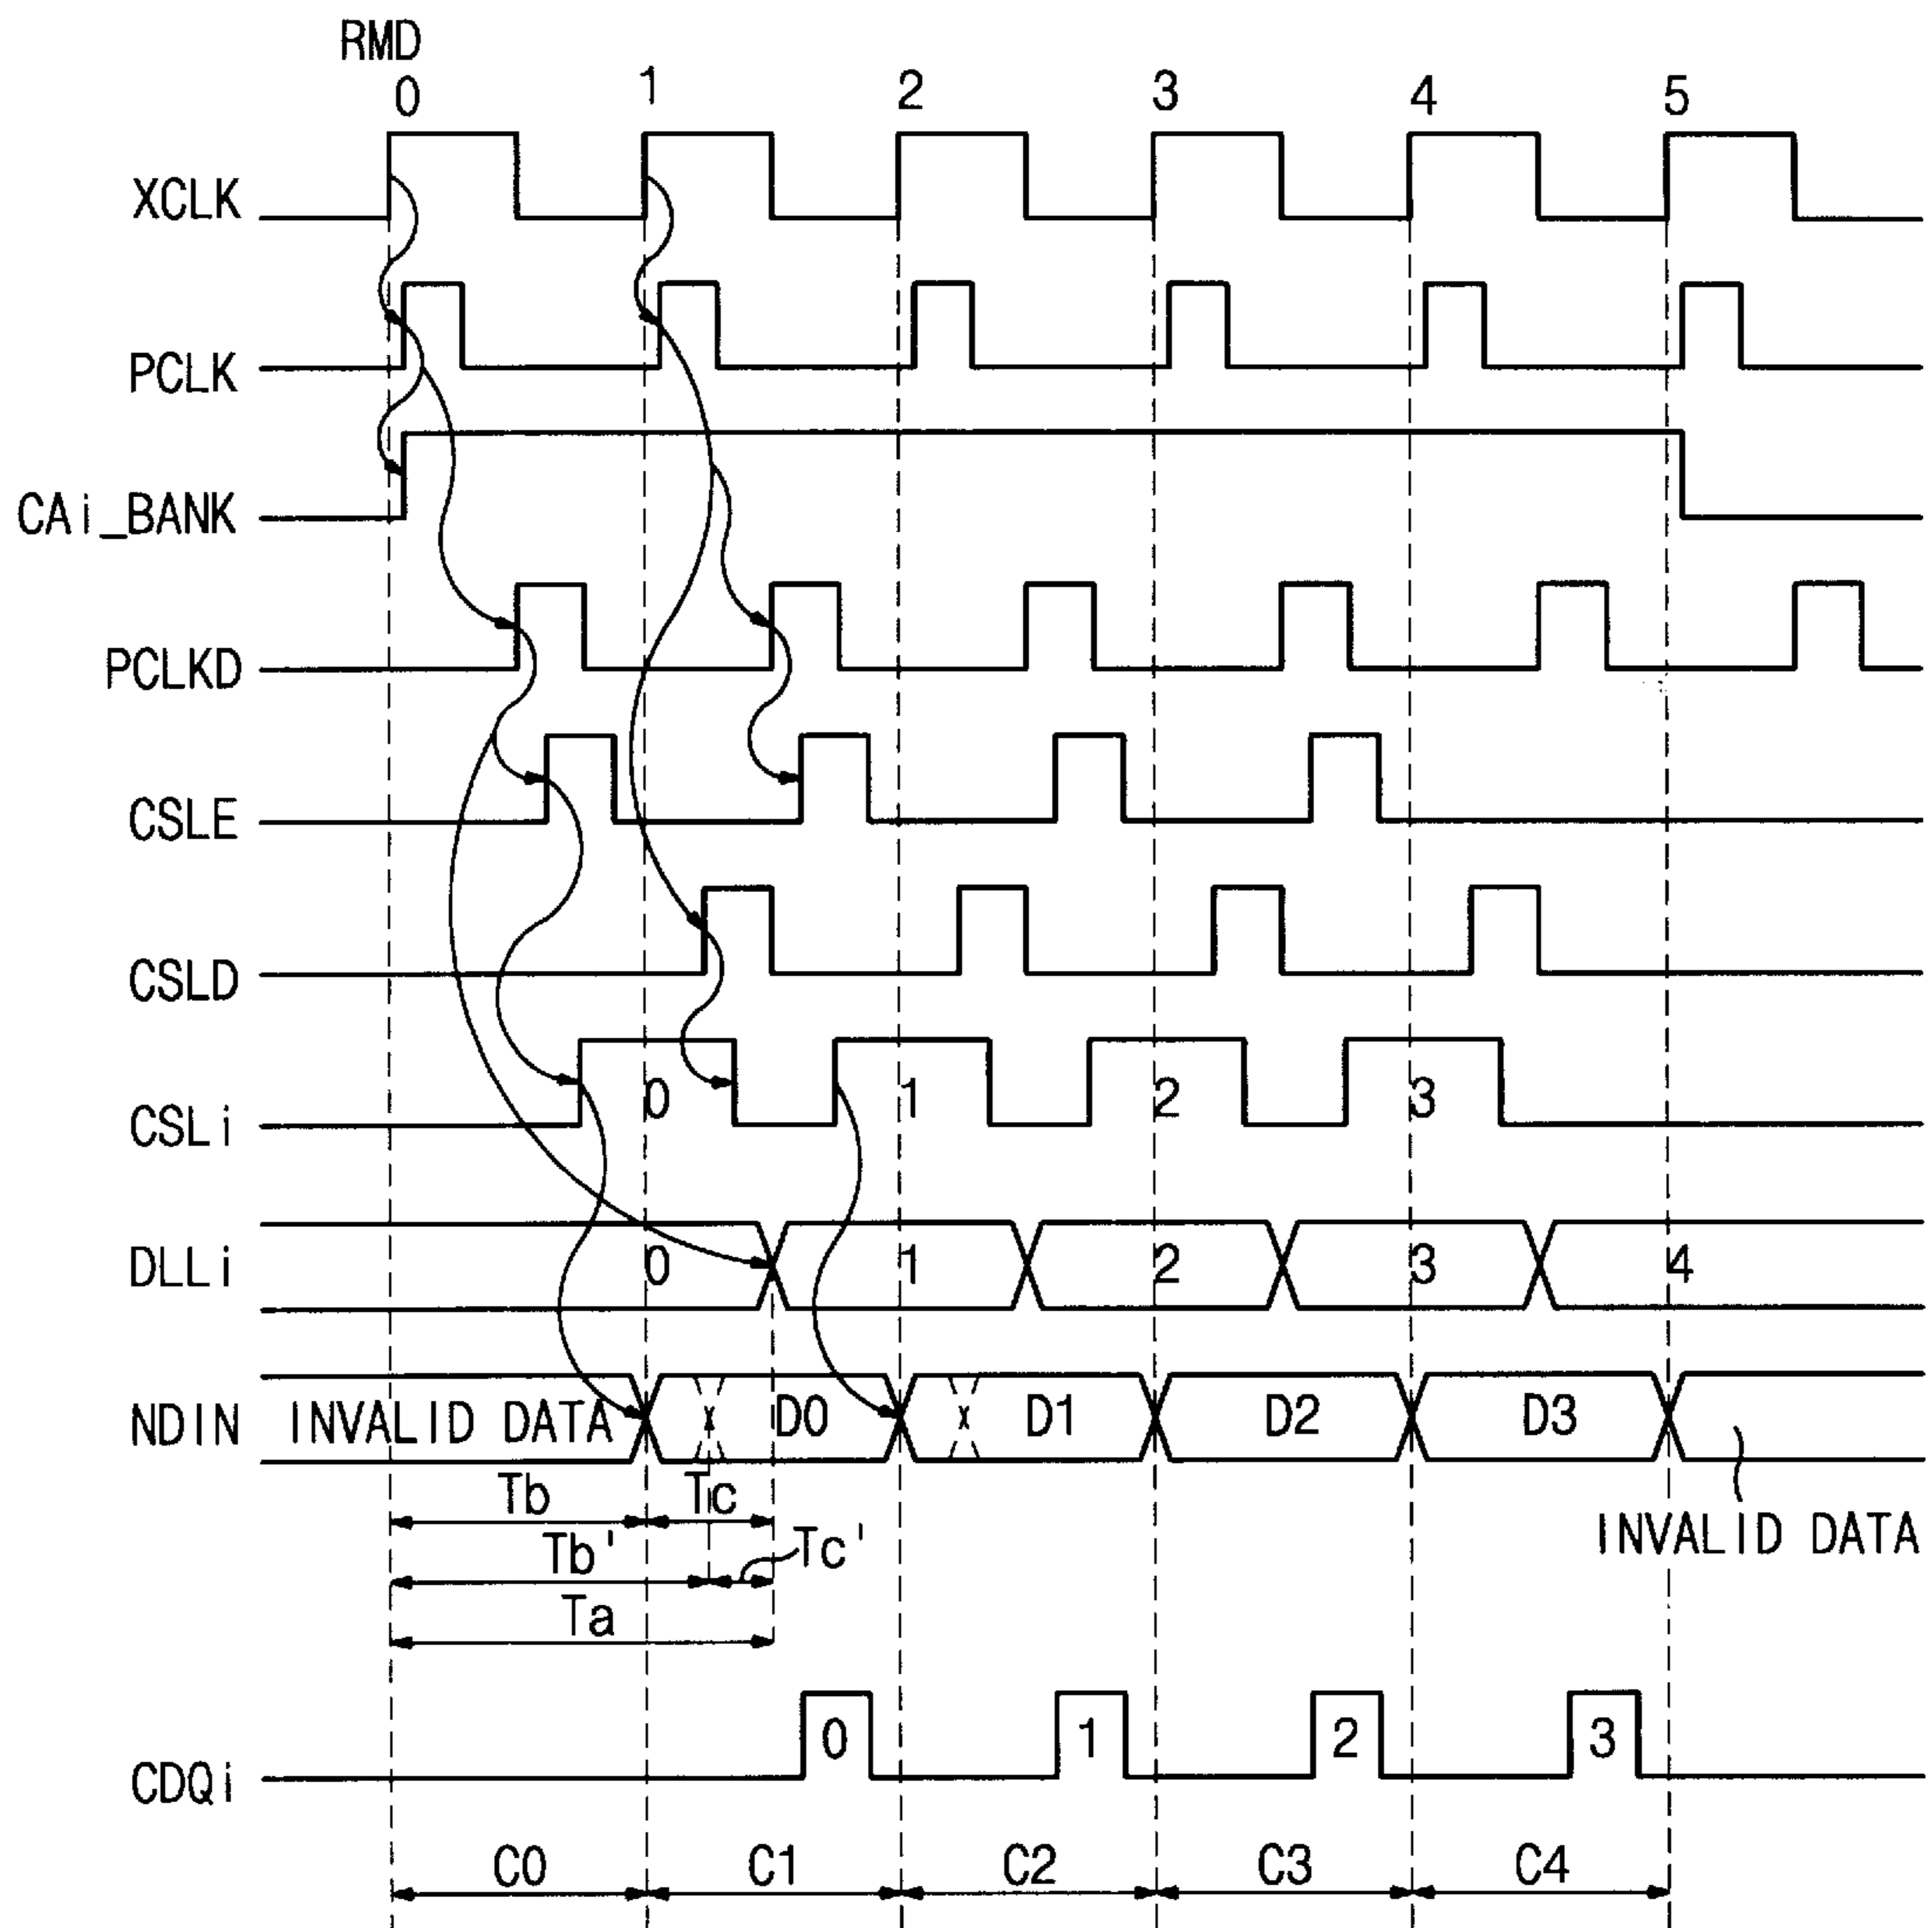 RMD
0 1 2 3 4 5
XCLK
PCLK
CAi_BANK
PCLKD
CSLE
CSLD
CSLi 0 1 2 3
DLLi 0 1 2 3 4
NDIN INVALID DATA D0 D1 D2 D3
Tb Tc
INVALID DATA
Tb' Tc'
Ta
CDQi 0 1 2 3
C0 C1 C2 C3 C4